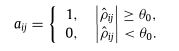 a_{ij} = \begin{cases} 1, & |\hat{\rho}_{ij}| \geq \theta_0, \\ 0, & |\hat{\rho}_{ij}| < \theta_0. \end{cases}